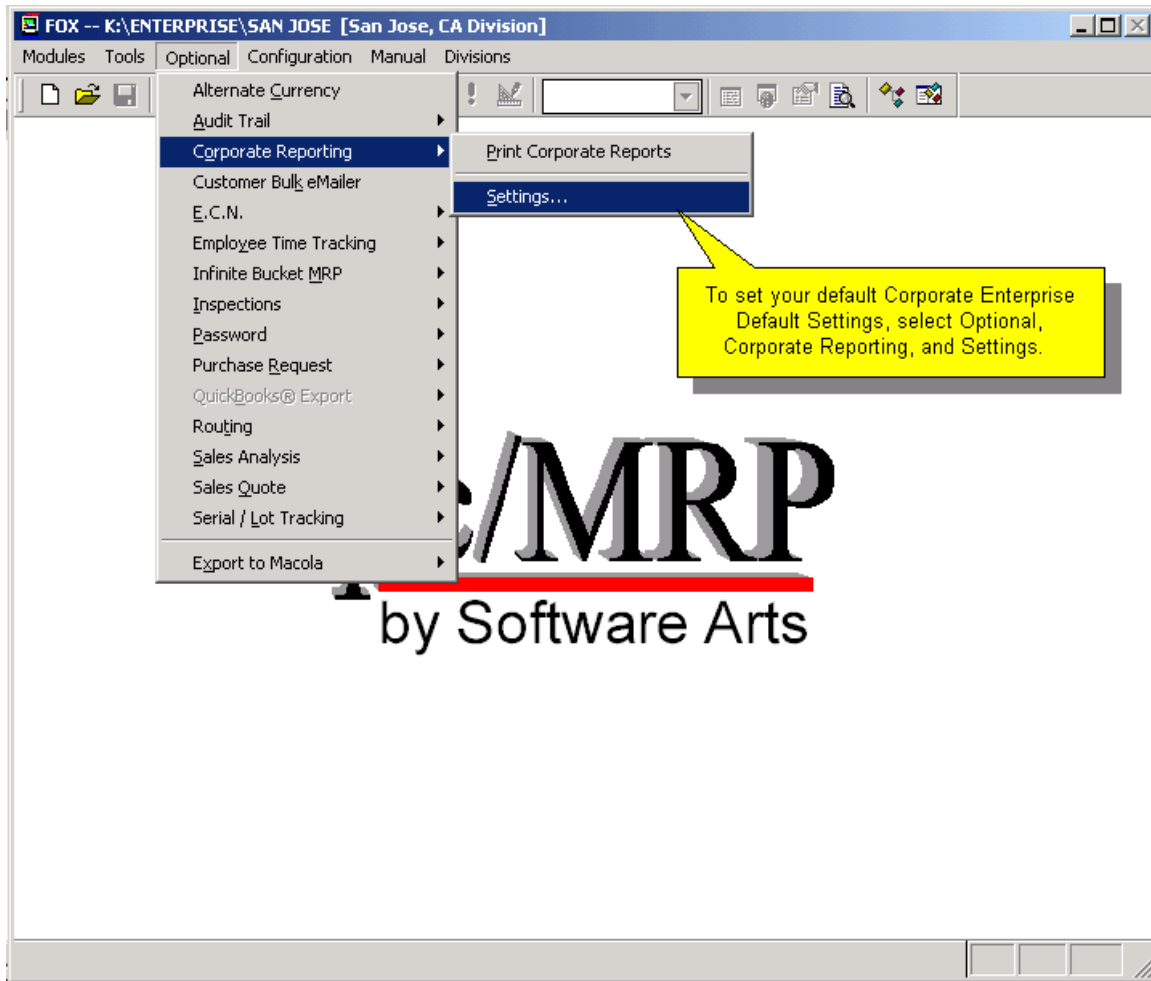 FOX -- K:\ENTERPRISE\SAN JOSE [San Jose, CA Division]
Modules Tools Optional Configuration Manual Divisions
Alternate Currency
Audit Trail
Corporate Reporting
Print Corporate Reports
Customer Bulk eMailer
Settings...
E.C.N.
Employee Time Tracking
Infinite Bucket MRP
Inspections
Password
Purchase Request
QuickBooks® Export
Routing
Sales Analysis
Sales Quote
Serial / Lot Tracking
Export to Macola
To set your default Corporate Enterprise
Default Settings, select Optional,
Corporate Reporting, and Settings.
/MRP
by Software Arts